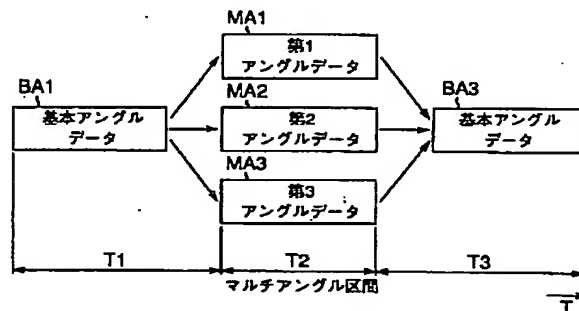 MA1
第1
アングルデータ
BA1
基本アングル
データ
MA2
第2
アングルデータ
BA3
基本アングル
データ
MA3
第3
アングルデータ
T1
T2
T3
マルチアングル区間
T